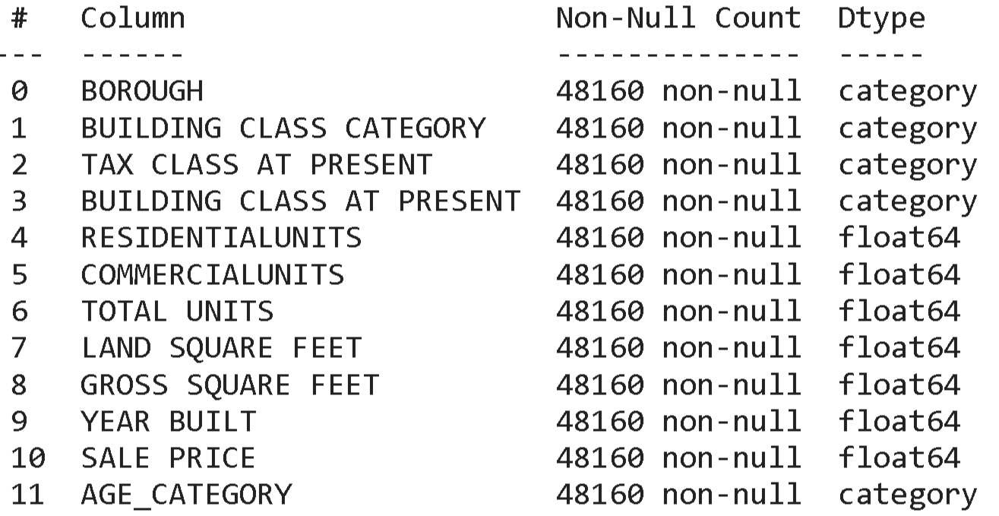 #   Column                    Non-Null Count  Dtype
--- ------                    --------------  -----
0   BOROUGH                   48160 non-null  category
1   BUILDING CLASS CATEGORY   48160 non-null  category
2   TAX CLASS AT PRESENT      48160 non-null  category
3   BUILDING CLASS AT PRESENT 48160 non-null  category
4   RESIDENTIALUNITS          48160 non-null  float64
5   COMMERCIALUNITS           48160 non-null  float64
6   TOTAL UNITS               48160 non-null  float64
7   LAND SQUARE FEET          48160 non-null  float64
8   GROSS SQUARE FEET         48160 non-null  float64
9   YEAR BUILT                48160 non-null  float64
10  SALE PRICE                48160 non-null  float64
11  AGE_CATEGORY              48160 non-null  category